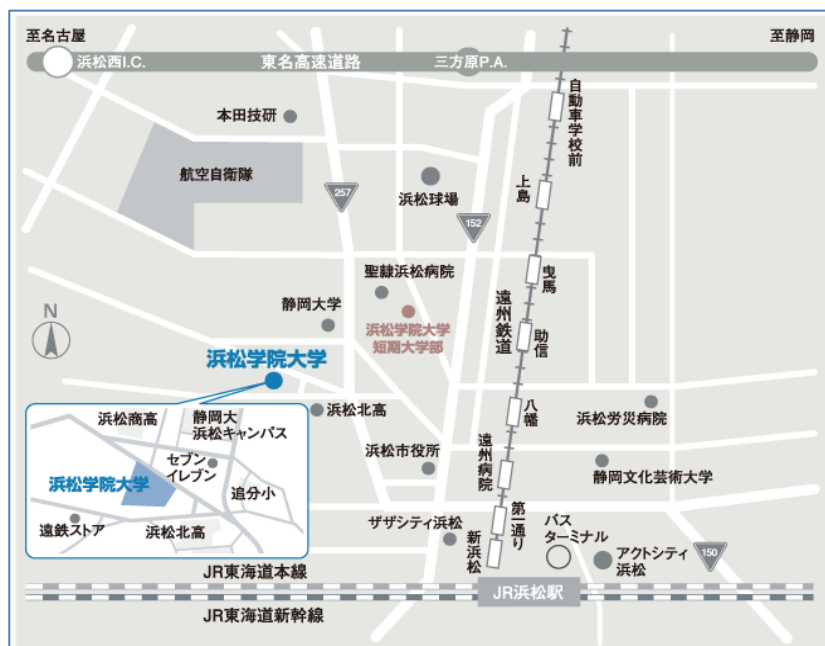 至名古屋
至静岡
浜松西I.C.
東名高速道路
三方原P.A.
自動車学校前
本田技研
航空自衛隊
257
浜松球場
上島
152
曳馬
聖隷浜松病院
静岡大学
遠州鉄道
N
浜松学院大学
短期大学部
助信
浜松学院大学
浜松北高
八幡
浜松労災病院
浜松商高
静岡大
浜松キャンパス
セブン
イレブン
浜松学院大学
追分小
遠鉄ストア
浜松北高
浜松市役所
遠州病院
静岡文化芸術大学
ザザシティ浜松
第一通り
新浜松
バス
ターミナル
アクトシティ
浜松
150
JR東海道本線
JR浜松駅
JR東海道新幹線